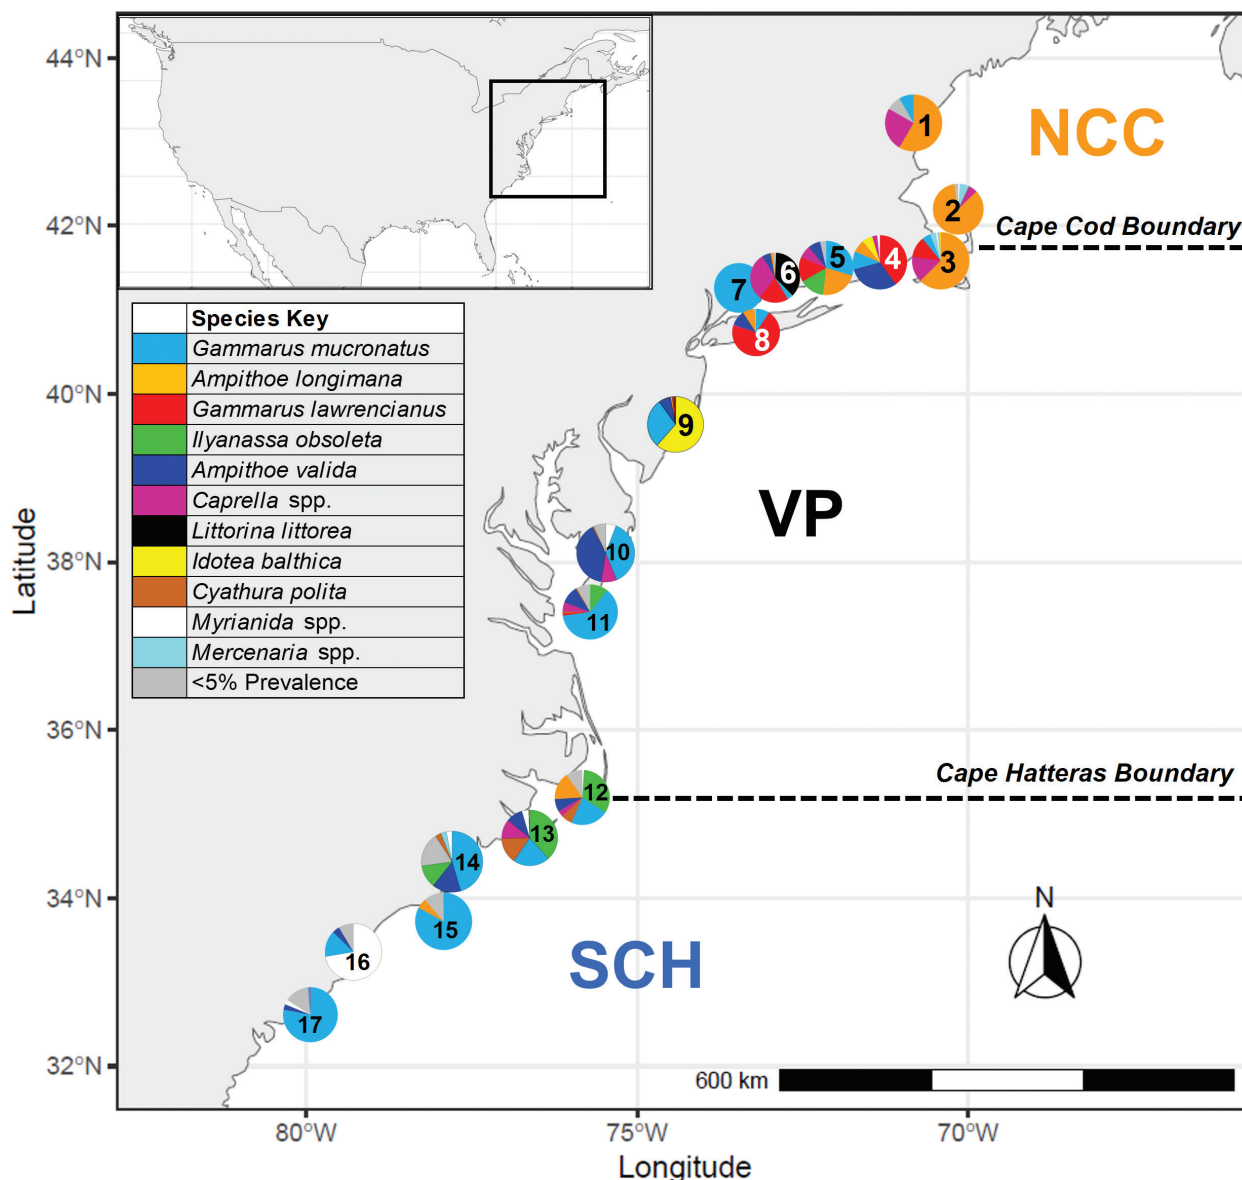 44°N
42°N
40°N
38°N
36°N
34°N
32°N
Latitude
80°W
75°W
70°W
Longitude
NCC
Cape Cod Boundary
VP
Cape Hatteras Boundary
SCH
N
600 km
Species Key
Gammarus mucronatus
Ampithoe longimana
Gammarus lawrencianus
Ilyanassa obsoleta
Ampithoe valida
Caprella spp.
Littorina littorea
Idotea balthica
Cyathura polita
Myrianida spp.
Mercenaria spp.
<5% Prevalence
1
2
3
4
5
6
7
8
9
10
11
12
13
14
15
16
17